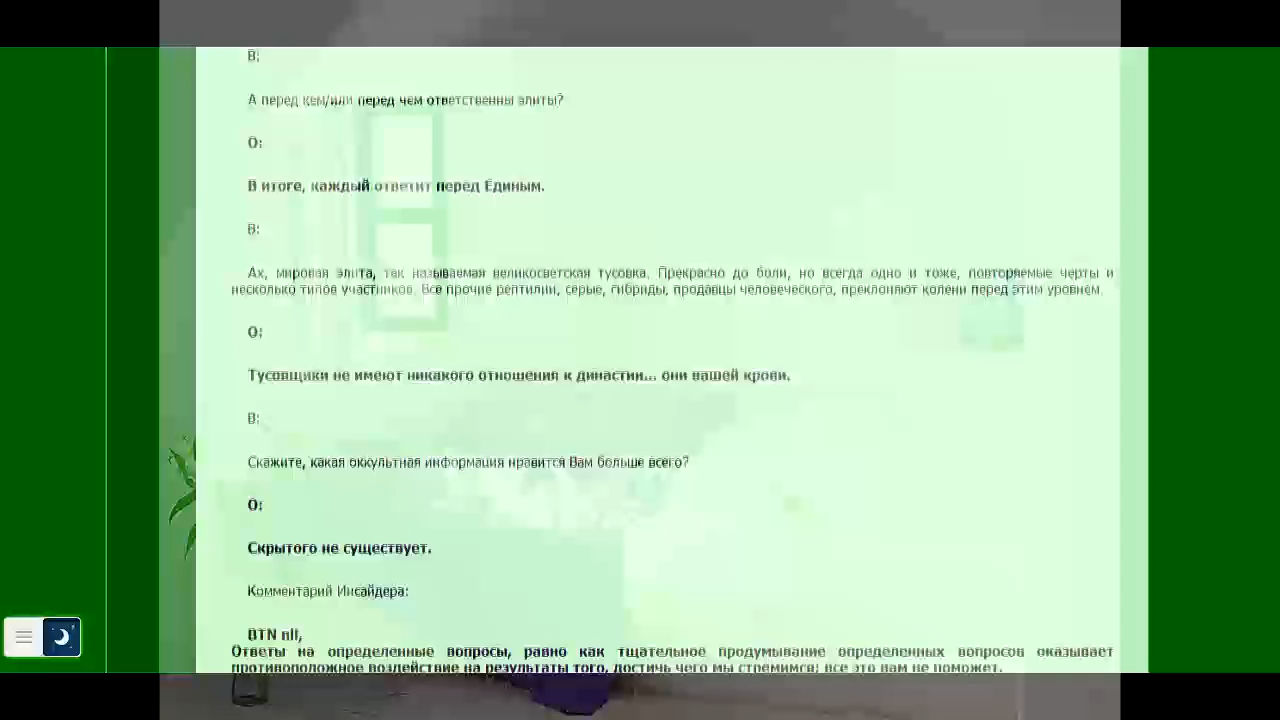 В:
А перед кем/или перед чем ответственны элиты?
О:
В итоге, каждый ответит перед Единым.
В:
Ах, мировая элита, так называемая великосветская тусовка. Прекрасно до боли, но всегда одно и тоже, повторяемые черты и
несколько типов участников. Все прочие рептилии, серые, гибриды, продавцы человеческого, преклоняют колени перед этим уровнем.
О:
Тусовщики не имеют никакого отношения к династии... они вашей крови.
В:
Скажите, какая оккультная информация нравится Вам больше всего?
О:
Скрытого не существует.
Комментарий Инсайдера:
BTN nll,
Ответы на определенные вопросы, равно как тщательное продумывание определенных вопросов оказывает
противоположное воздействие на результаты того, достичь чего мы стремимся; все это вам не поможет.